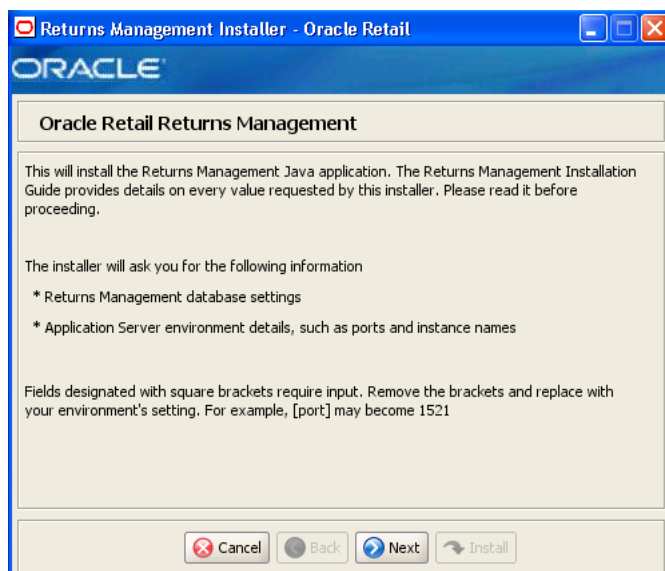 Returns Management Installer - Oracle Retail
ORACLE
Oracle Retail Returns Management
This will install the Returns Management Java application. The Returns Management Installation
Guide provides details on every value requested by this installer. Please read it before
proceeding.
The installer will ask you for the following information
* Returns Management database settings
* Application Server environment details, such as ports and instance names
Fields designated with square brackets require input. Remove the brackets and replace with
your environment's setting. For example, [port] may become 1521
Cancel Back Next Install